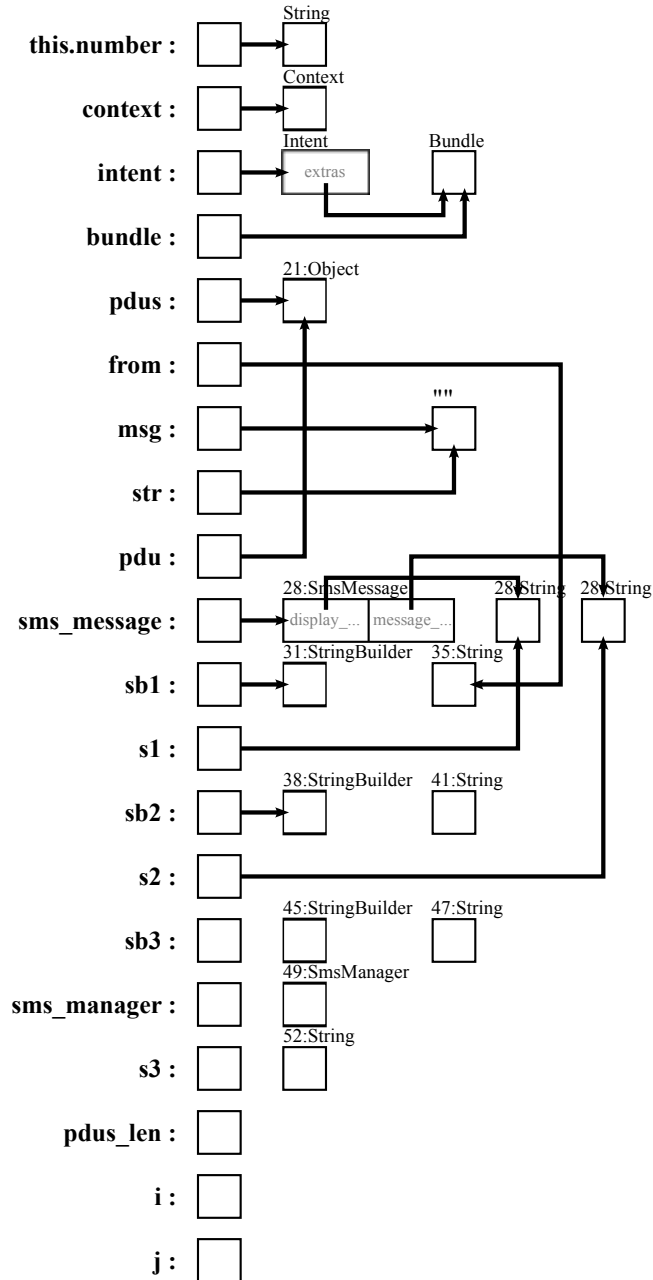 String
this.number :
Context
context :
Intent Bundle
intent : extras
bundle :
21:Object
pdus :
from :
""
msg :
str :
pdu :
28:SmsMessage 28:String 28:String
sms_message : display_... message_...
31:StringBuilder 35:String
sb1 :
s1 :
38:StringBuilder 41:String
sb2 :
s2 :
45:StringBuilder 47:String
sb3 :
49:SmsManager
sms_manager :
52:String
s3 :
pdus_len :
i :
j :